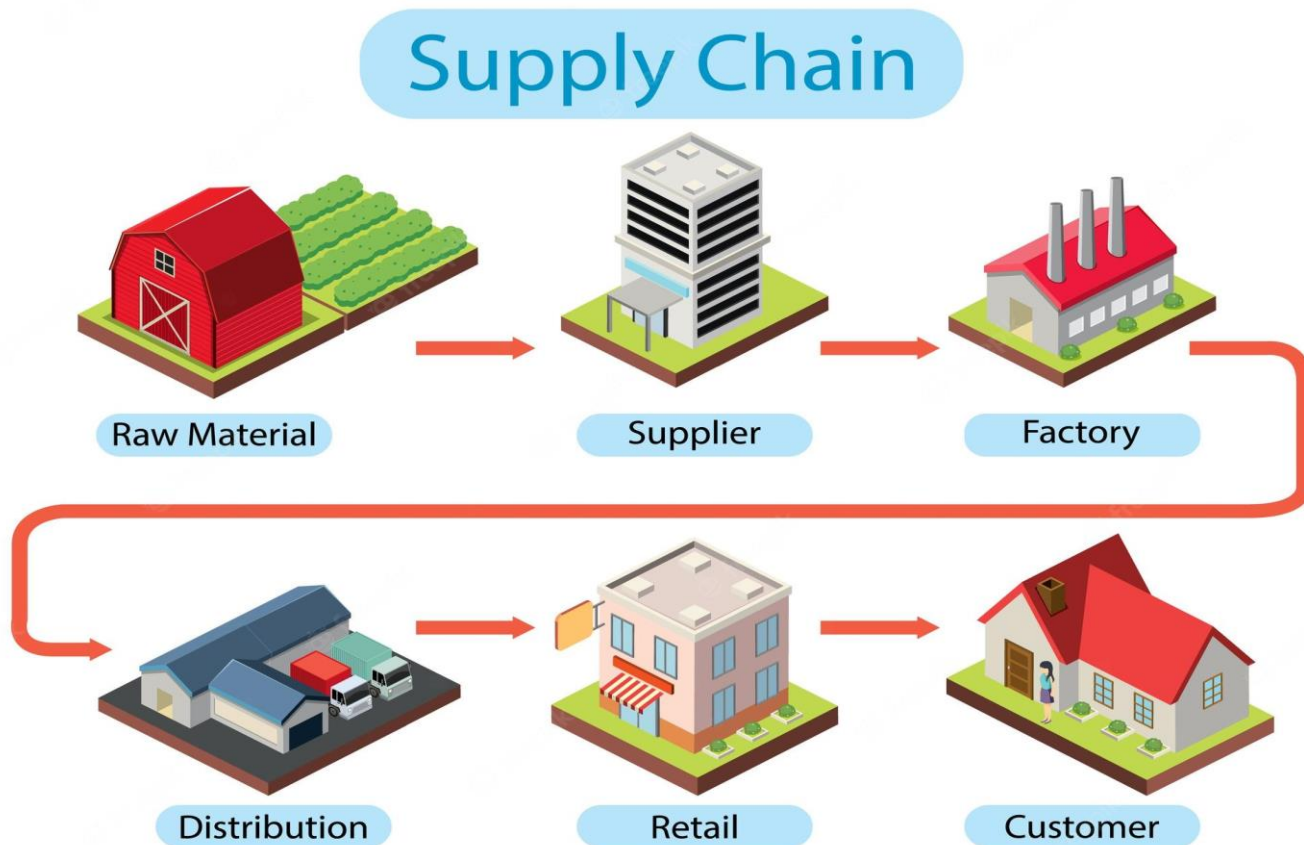 Supply Chain
Raw Material
Supplier
Factory
Distribution
Retail
Customer